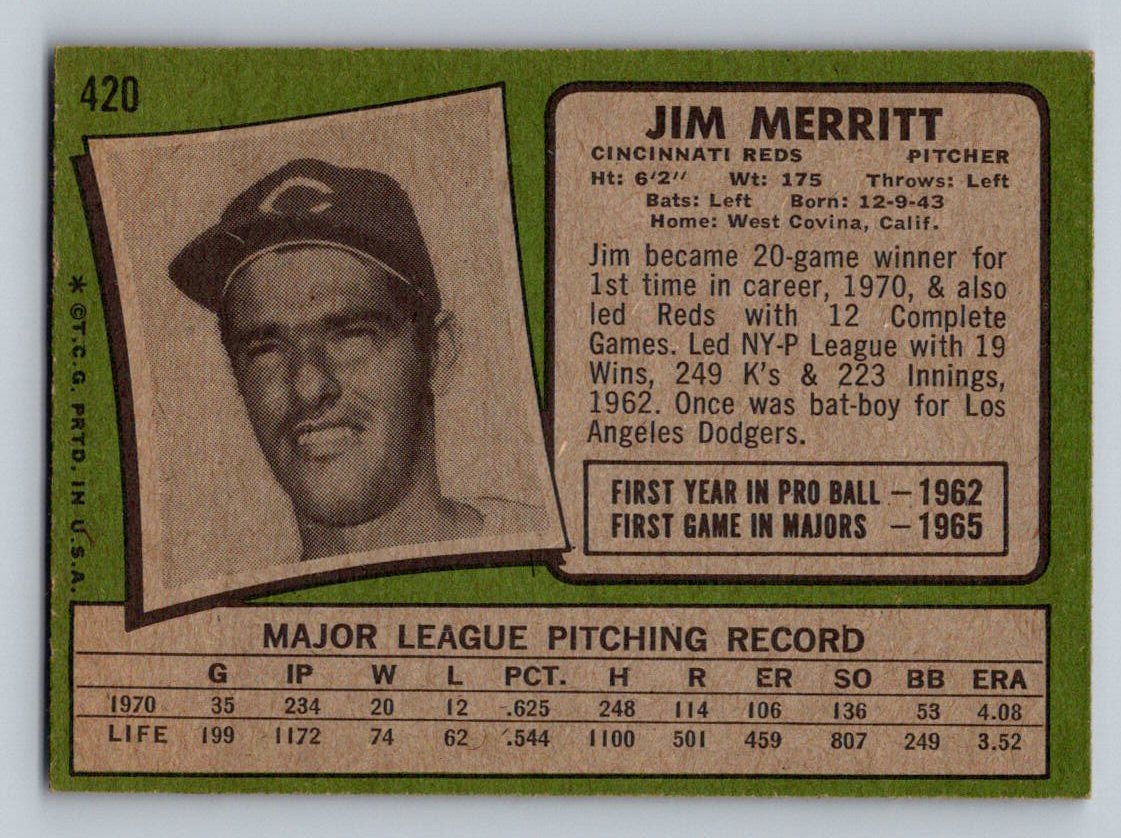 420
JIM MERRITT
CINCINNATI REDS PITCHER
Ht: 6'2" Wt: 175 Throws: Left
Bats: Left Born: 12-9-43
Home: West Covina, Calif.
Jim became 20-game winner for
1st time in career, 1970, & also
led Reds with 12 Complete
Games. Led NY-P League with 19
Wins, 249 K's & 223 Innings,
1962. Once was bat-boy for Los
Angeles Dodgers.
FIRST YEAR IN PRO BALL – 1962
FIRST GAME IN MAJORS – 1965
C
* ©T.C.G. PRTD. IN U.S.A.
MAJOR LEAGUE PITCHING RECORD
G IP W L PCT. H R ER SO BB ERA
1970 35 234 20 12 .625 248 114 106 136 53 4.08
LIFE 199 1172 74 62 .544 1100 501 459 807 249 3.52